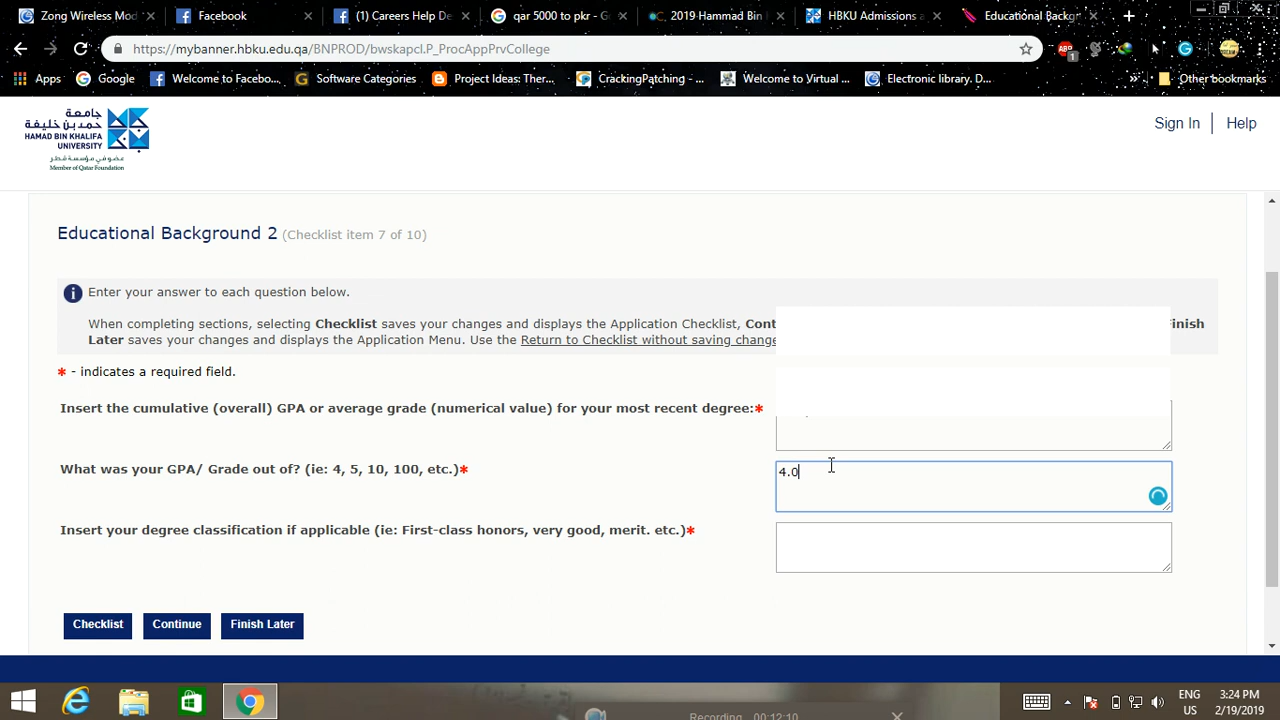 Zong Wireless Mod
Facebook
(1) Careers Help De
qar 5000 to pkr - G
2019 Hammad Bin
HBKU Admissions a
Educational Backgr
https://mybanner.hbku.edu.qa/BNPROD/bwskapcl.P_ProcAppPrvCollege
Apps
Google
Welcome to Facebo...
Software Categories
Project Ideas: Ther...
CrackingPatching - ...
Welcome to Virtual ...
Electronic library. D...
Other bookmarks
جامعة
حمد بن خليفة
HAMAD BIN KHALIFA
UNIVERSITY
عضو في مؤسسة قطر
Member of Qatar Foundation
Sign In
Help
Educational Background 2 (Checklist item 7 of 10)
Enter your answer to each question below.
When completing sections, selecting Checklist saves your changes and displays the Application Checklist, Cont
Finish
Later saves your changes and displays the Application Menu. Use the Return to Checklist without saving change
* - indicates a required field.
Insert the cumulative (overall) GPA or average grade (numerical value) for your most recent degree:*
What was your GPA/ Grade out of? (ie: 4, 5, 10, 100, etc.)*
4.0
Insert your degree classification if applicable (ie: First-class honors, very good, merit. etc.)*
Checklist
Continue
Finish Later
ENG
US
3:24 PM
2/19/2019
Recording
00:12:10